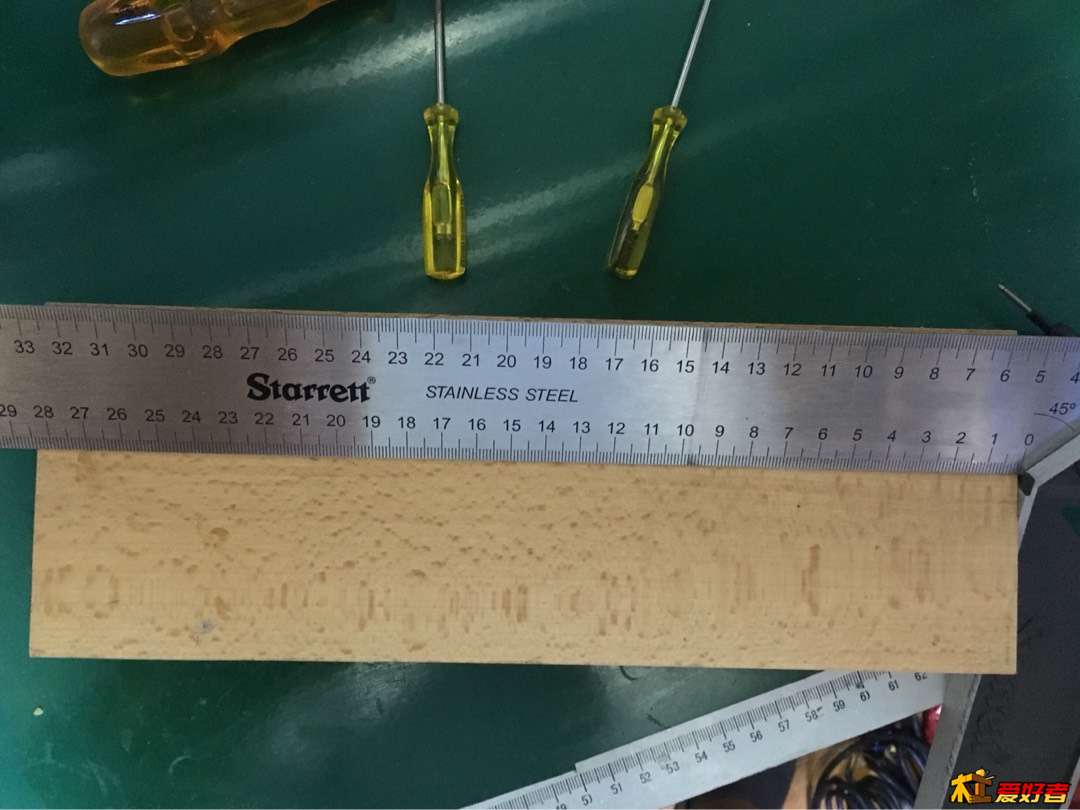 33 32 31 30 29 28 27 26 25 24 23 22 21 20 19 18 17 16 15 14 13 12 11 10 9 8 7 6 5 4
Starrett®
STAINLESS STEEL
45°
29 28 27 26 25 24 23 22 21 20 19 18 17 16 15 14 13 12 11 10 9 8 7 6 5 4 3 2 1 0
51 52 53 54 55 56 57 58 59 61 62
爱好者